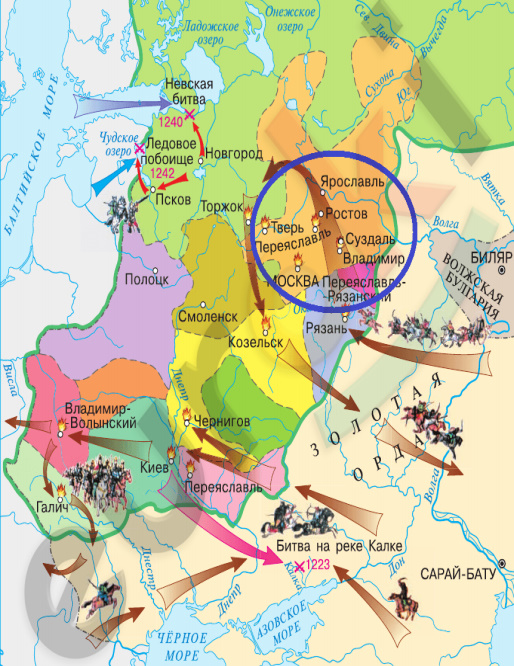 Онежское
озеро
Ладожское
озеро
Сев. Двина
Вычегда
Сухона
Юг
Невская
битва
1240
Чудское
озеро
Ледовое
побоище
1242
Новгород
Псков
БАЛТИЙСКОЕ МОРЕ
Ярославль
Вятка
Торжок
Ростов
Тверь
Волга
Переяславль
Суздаль
Владимир
БИЛЯР
ВОЛЖСКАЯ
БУЛГАРИЯ
Полоцк
МОСКВА
Переяславль-
Рязанский
Ока
Смоленск
Рязань
Козельск
Висла
Днепр
ЗОЛОТАЯ
ОРДА
Владимир-
Волынский
Чернигов
Киев
Переяславль
Волга
Галич
Битва на реке Калке
1223
Калка
Дон
Днестр
Днепр
САРАЙ-БАТУ
АЗОВСКОЕ
МОРЕ
ЧЁРНОЕ
МОРЕ